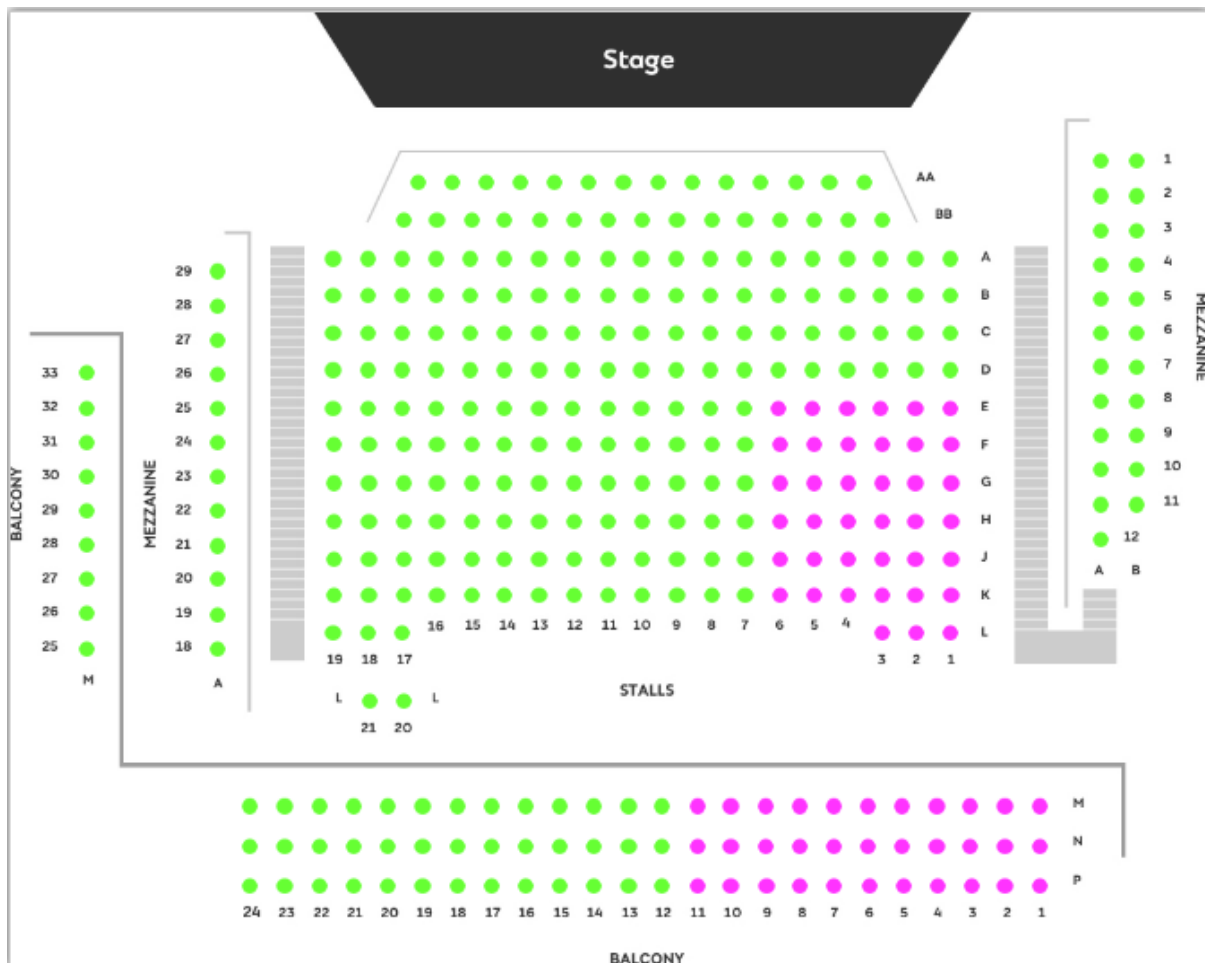 Stage
AA
BB
A
B
C
D
E
F
G
H
J
K
L
16 15 14 13 12 11 10 9 8 7 6 5 4
19 18 17 3 2 1
L L
21 20
STALLS
MEZZANINE
1
2
3
4
5
6
7
8
9
10
11
12
A B
MEZZANINE
29
28
27
26
25
24
23
22
21
20
19
18
A
BALCONY
33
32
31
30
29
28
27
26
25
M
M
N
P
24 23 22 21 20 19 18 17 16 15 14 13 12 11 10 9 8 7 6 5 4 3 2 1
BALCONY